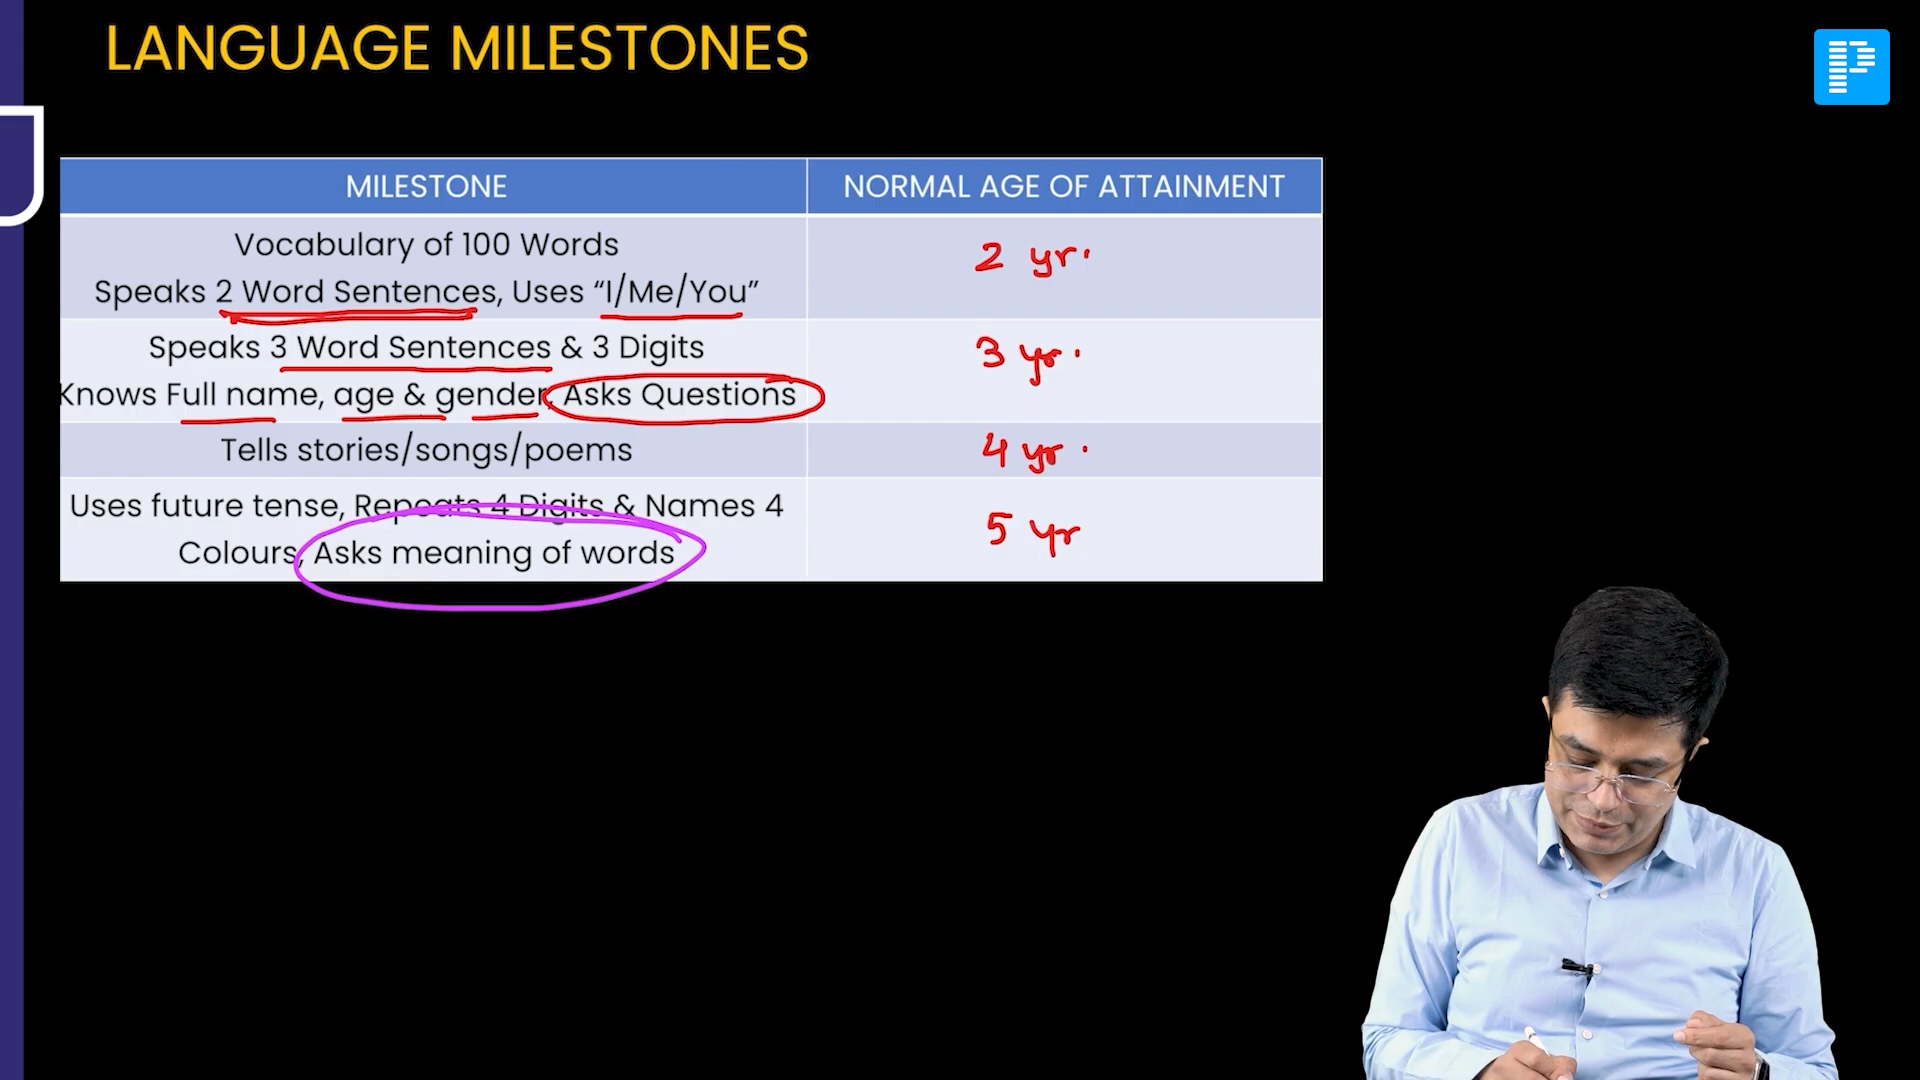 LANGUAGE MILESTONES
MILESTONE
NORMAL AGE OF ATTAINMENT
Vocabulary of 100 Words
Speaks 2 Word Sentences, Uses “I/Me/You”
2 yr.
Speaks 3 Word Sentences & 3 Digits
Knows Full name, age & gender, Asks Questions
3 yr.
Tells stories/songs/poems
4 yr.
Uses future tense, Repeats 4 Digits & Names 4
Colours, Asks meaning of words
5 yr